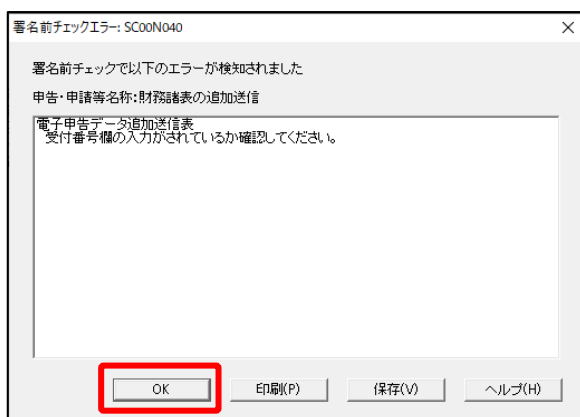 署名前チェックエラー: SC00N040
署名前チェックで以下のエラーが検知されました
申告・申請等名称:財務諸表の追加送信
電子申告データ追加送信表
受付番号欄の入力がされているか確認してください。
OK 印刷(P) 保存(V) ヘルプ(H)